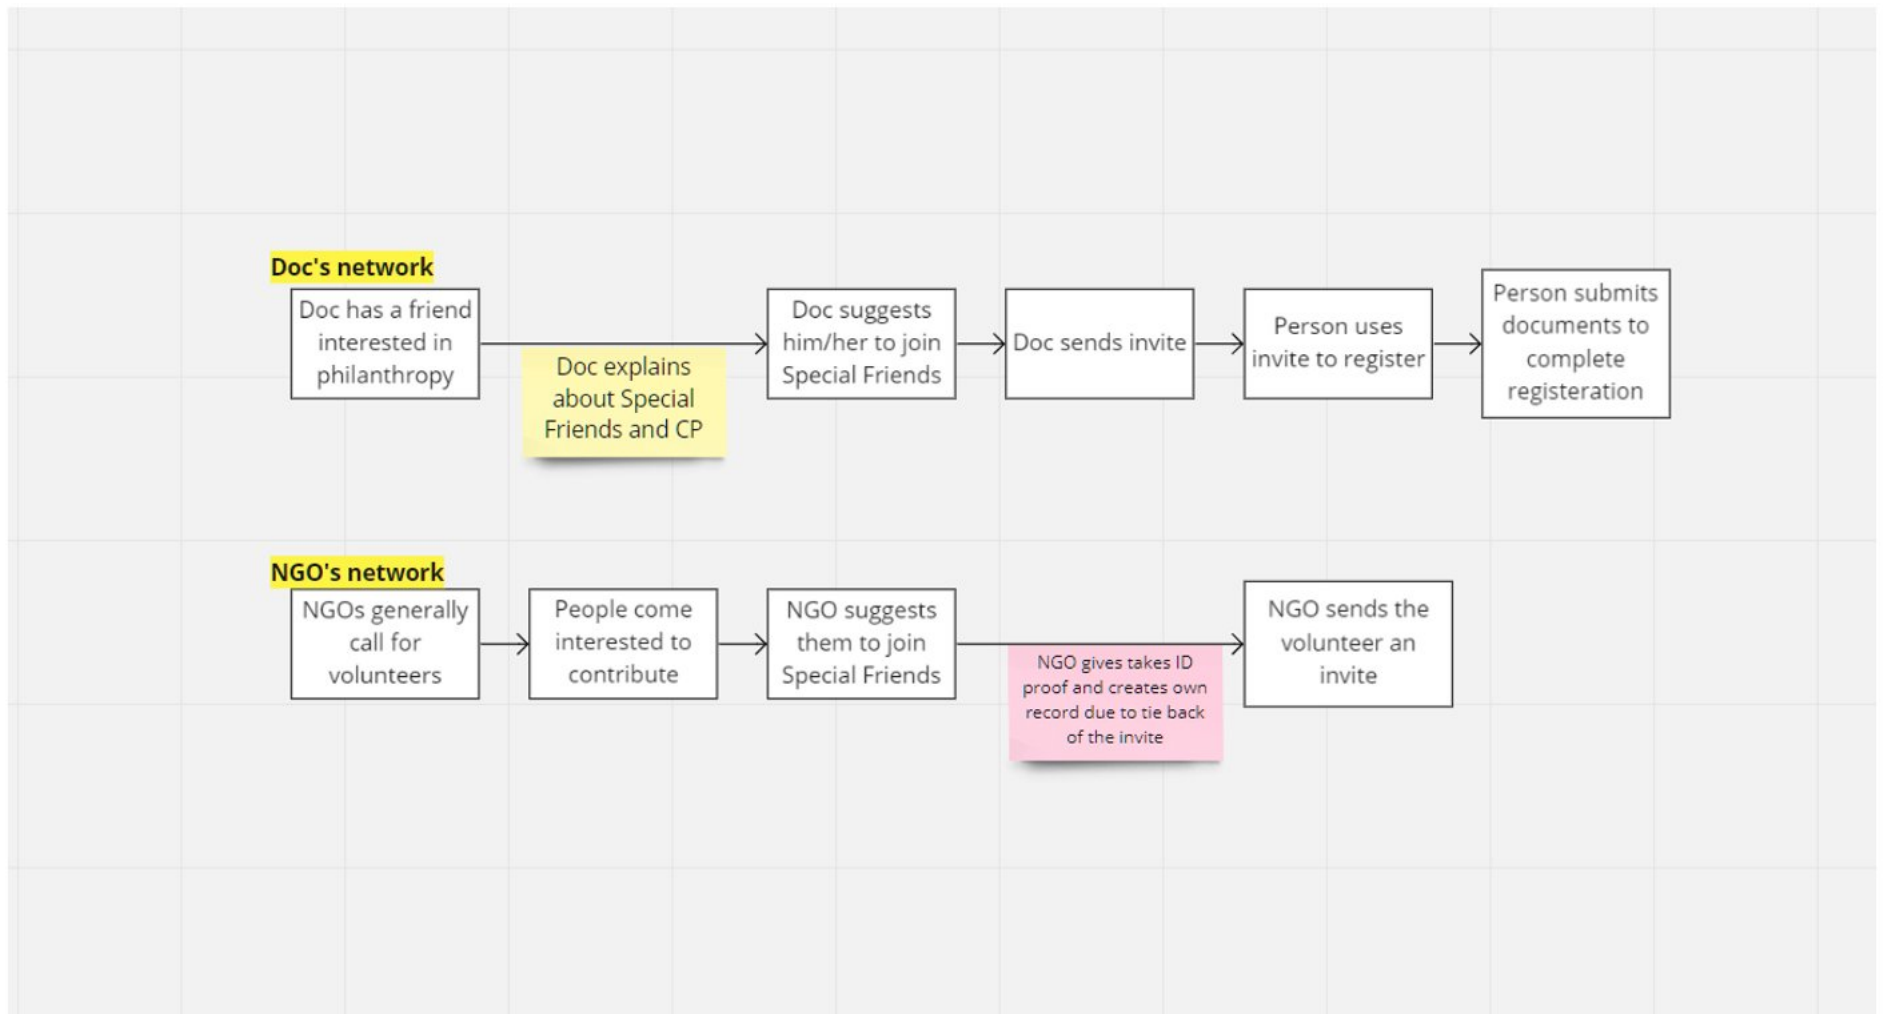 Doc's network
Doc has a friend
interested in
philanthropy
Doc explains
about Special
Friends and CP
Doc suggests
him/her to join
Special Friends
Doc sends invite
Person uses
invite to register
Person submits
documents to
complete
registeration
NGO's network
NGOs generally
call for
volunteers
People come
interested to
contribute
NGO suggests
them to join
Special Friends
NGO gives takes ID
proof and creates own
record due to tie back
of the invite
NGO sends the
volunteer an
invite